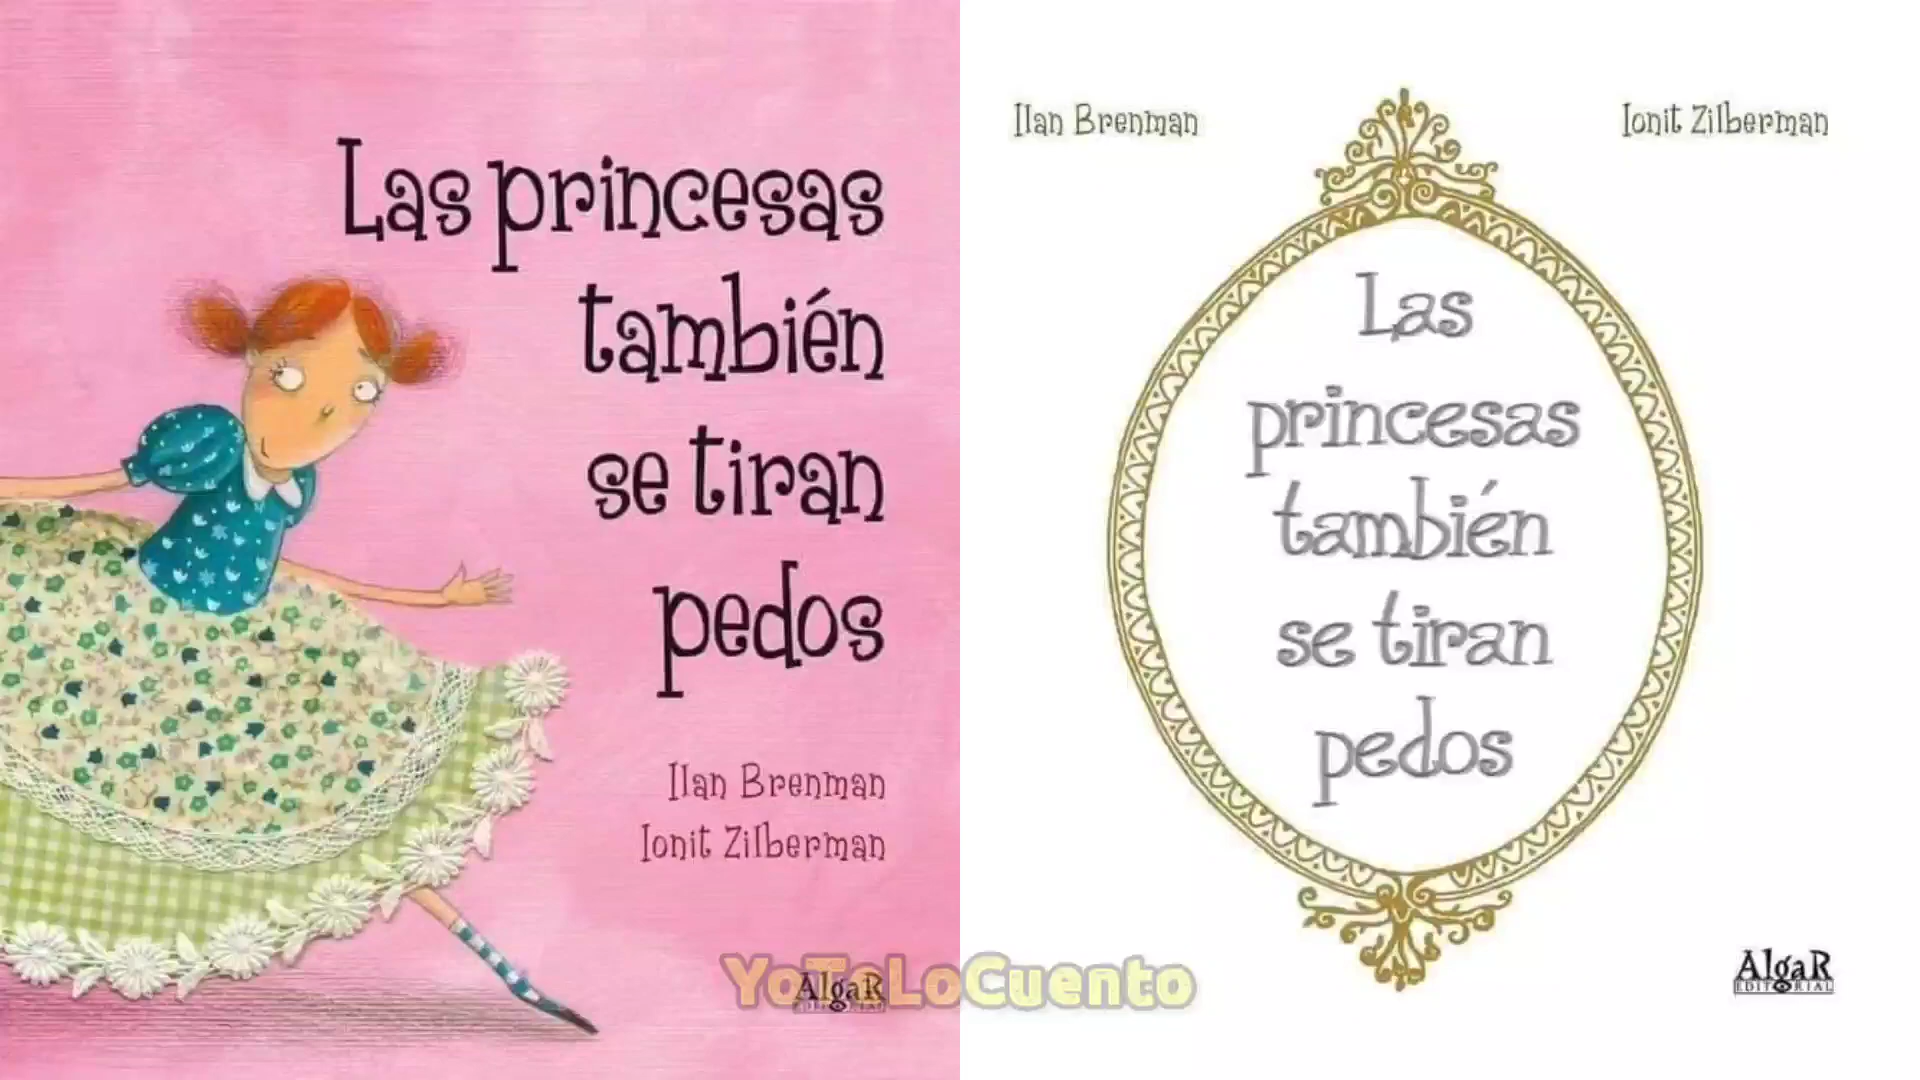 Las princesas
también
se tiran
pedos
Ilan Brenman
Ionit Zilberman
AlgaR
EDITORIAL
YoTeLoCuento
Ilan Brenman
Ionit Zilberman
Las
princesas
también
se tiran
pedos
AlgaR
EDITORIAL